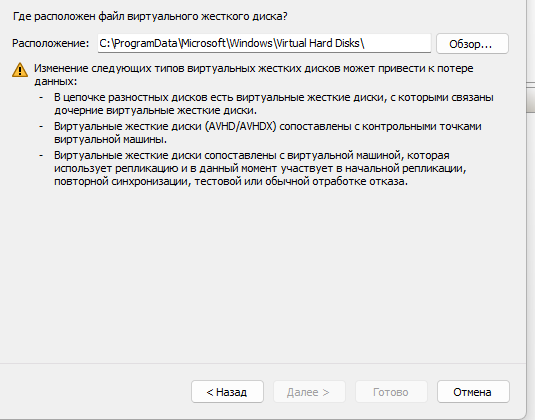 Где расположен файл виртуального жесткого диска?
Расположение: C:\ProgramData\Microsoft\Windows\Virtual Hard Disks\ Обзор...
Изменение следующих типов виртуальных жестких дисков может привести к потере
данных:
- В цепочке разностных дисков есть виртуальные жесткие диски, с которыми связаны
дочерние виртуальные жесткие диски.
- Виртуальные жесткие диски (AVHD/AVHDX) сопоставлены с контрольными точками
виртуальной машины.
- Виртуальные жесткие диски сопоставлены с виртуальной машиной, которая
использует репликацию и в данный момент участвует в начальной репликации,
повторной синхронизации, тестовой или обычной отработке отказа.
< Назад Далее > Готово Отмена